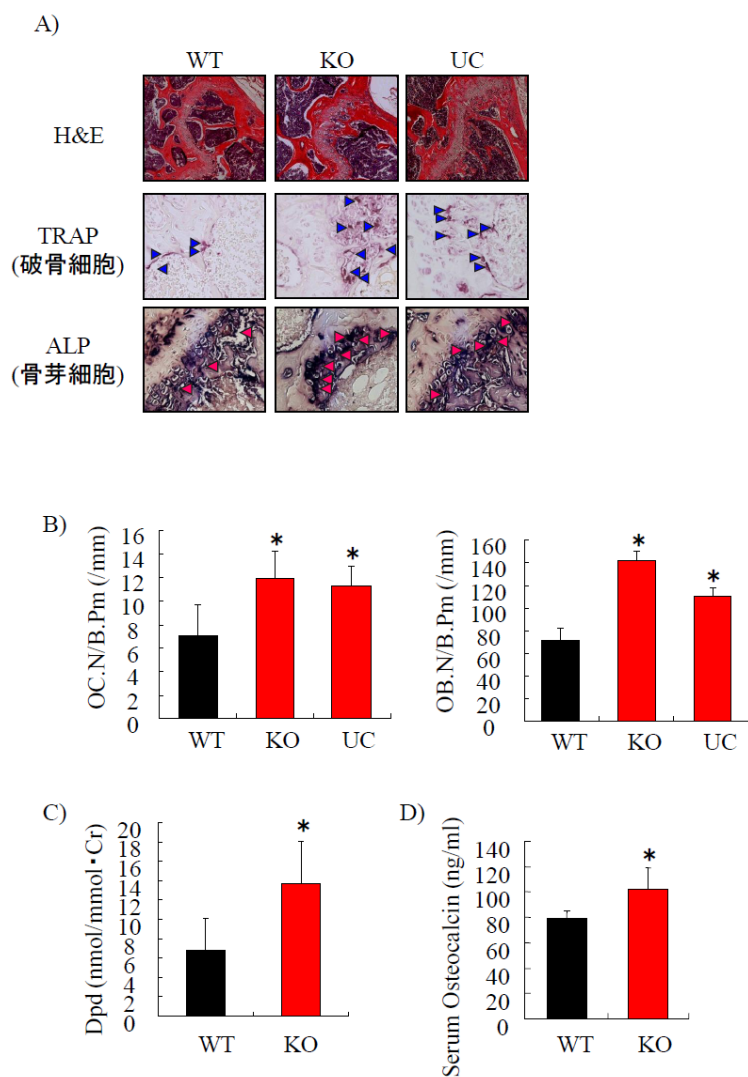 A)
WT KO UC
H&E
TRAP
(破骨細胞)
ALP
(骨芽細胞)
B)
OC.N/B.Pm (/mm)
16
14
12
10
8
6
4
2
0
*
*
WT KO UC
OB.N/B.Pm (/mm)
160
140
120
100
80
60
40
20
0
*
*
WT KO UC
C)
Dpd (nmol/mmol・Cr)
20
18
16
14
12
10
8
6
4
2
0
*
WT KO
D)
Serum Osteocalcin (ng/ml)
140
120
100
80
60
40
20
0
*
WT KO